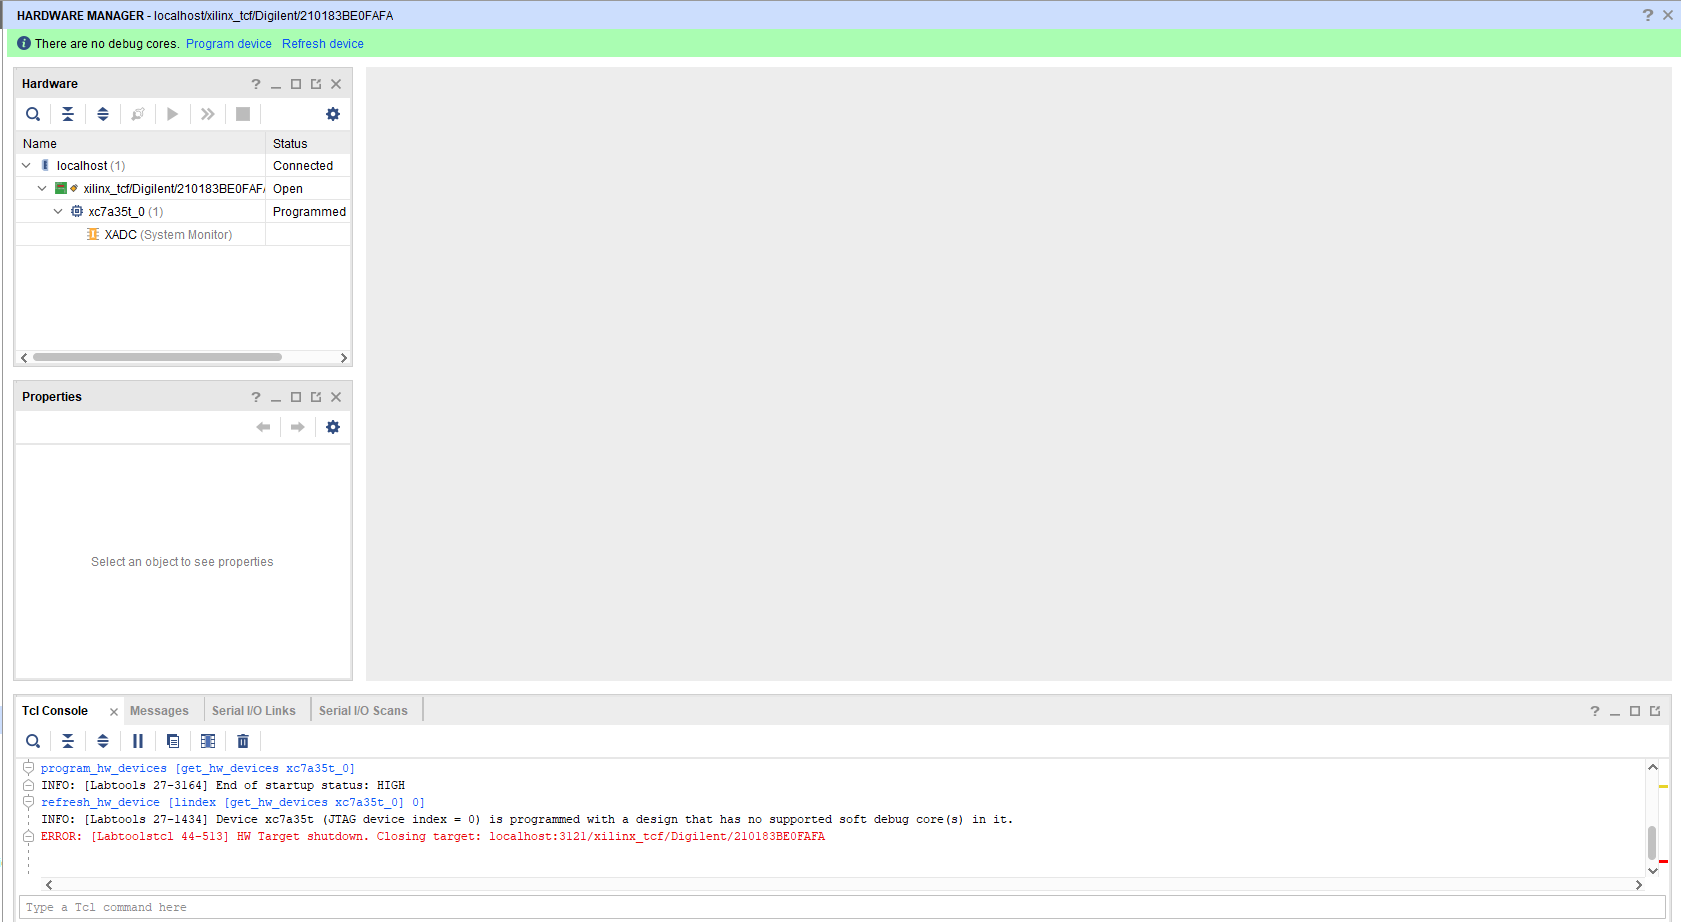 HARDWARE MANAGER - localhost/xilinx_tcf/Digilent/210183BE0FAFA
There are no debug cores. Program device Refresh device
Hardware
Name Status
localhost (1) Connected
xilinx_tcf/Digilent/210183BE0FAFA Open
xc7a35t_0 (1) Programmed
XADC (System Monitor)
Properties
Select an object to see properties
Tcl Console Messages Serial I/O Links Serial I/O Scans
program_hw_devices [get_hw_devices xc7a35t_0]
INFO: [Labtools 27-3164] End of startup status: HIGH
refresh_hw_device [lindex [get_hw_devices xc7a35t_0] 0]
INFO: [Labtools 27-1434] Device xc7a35t (JTAG device index = 0) is programmed with a design that has no supported soft debug core(s) in it.
ERROR: [Labtoolstcl 44-513] HW Target shutdown. Closing target: localhost:3121/xilinx_tcf/Digilent/210183BE0FAFA
Type a Tcl command here